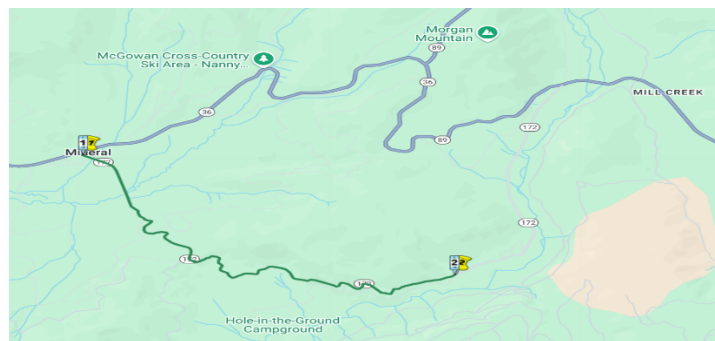 Morgan
Mountain
McGowan Cross-Country
Ski Area - Nanny...
89
36
36
MILL CREEK
172
89
Mineral
172
172
22
Hole-in-the-Ground
Campground